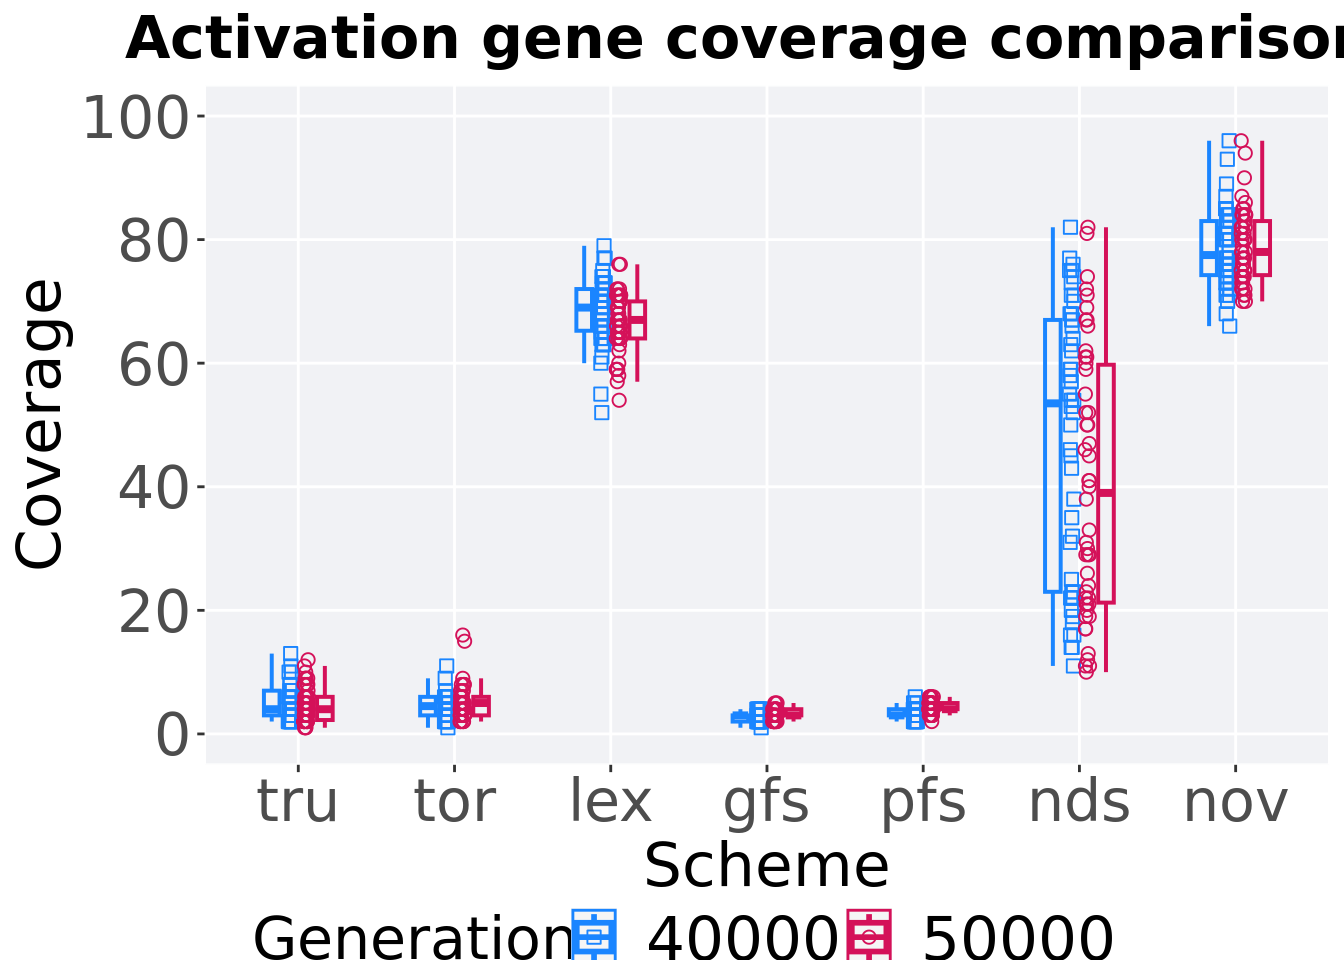 Activation gene coverage comparison
100
80
60
40
20
0
Coverage
tru tor lex gfs pfs nds nov
Scheme
Generation 40000 50000